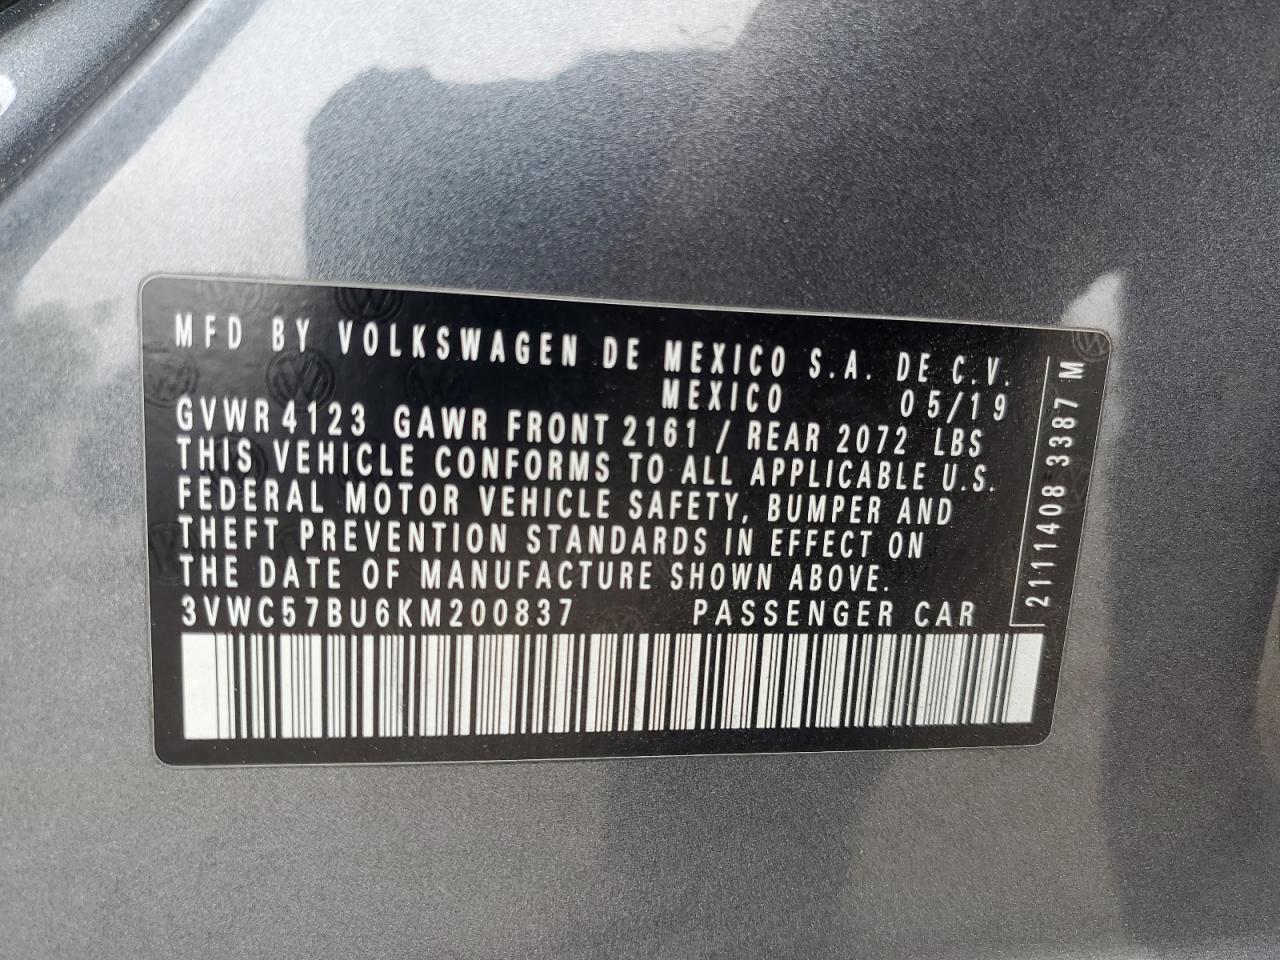 MFD BY VOLKSWAGEN DE MEXICO S.A. DE C.V.
MEXICO 05/19
GVWR 4123 GAWR FRONT 2161 / REAR 2072 LBS
THIS VEHICLE CONFORMS TO ALL APPLICABLE U.S.
FEDERAL MOTOR VEHICLE SAFETY, BUMPER AND
THEFT PREVENTION STANDARDS IN EFFECT ON
THE DATE OF MANUFACTURE SHOWN ABOVE.
3VWC57BU6KM200837 PASSENGER CAR
2111408 3387 M